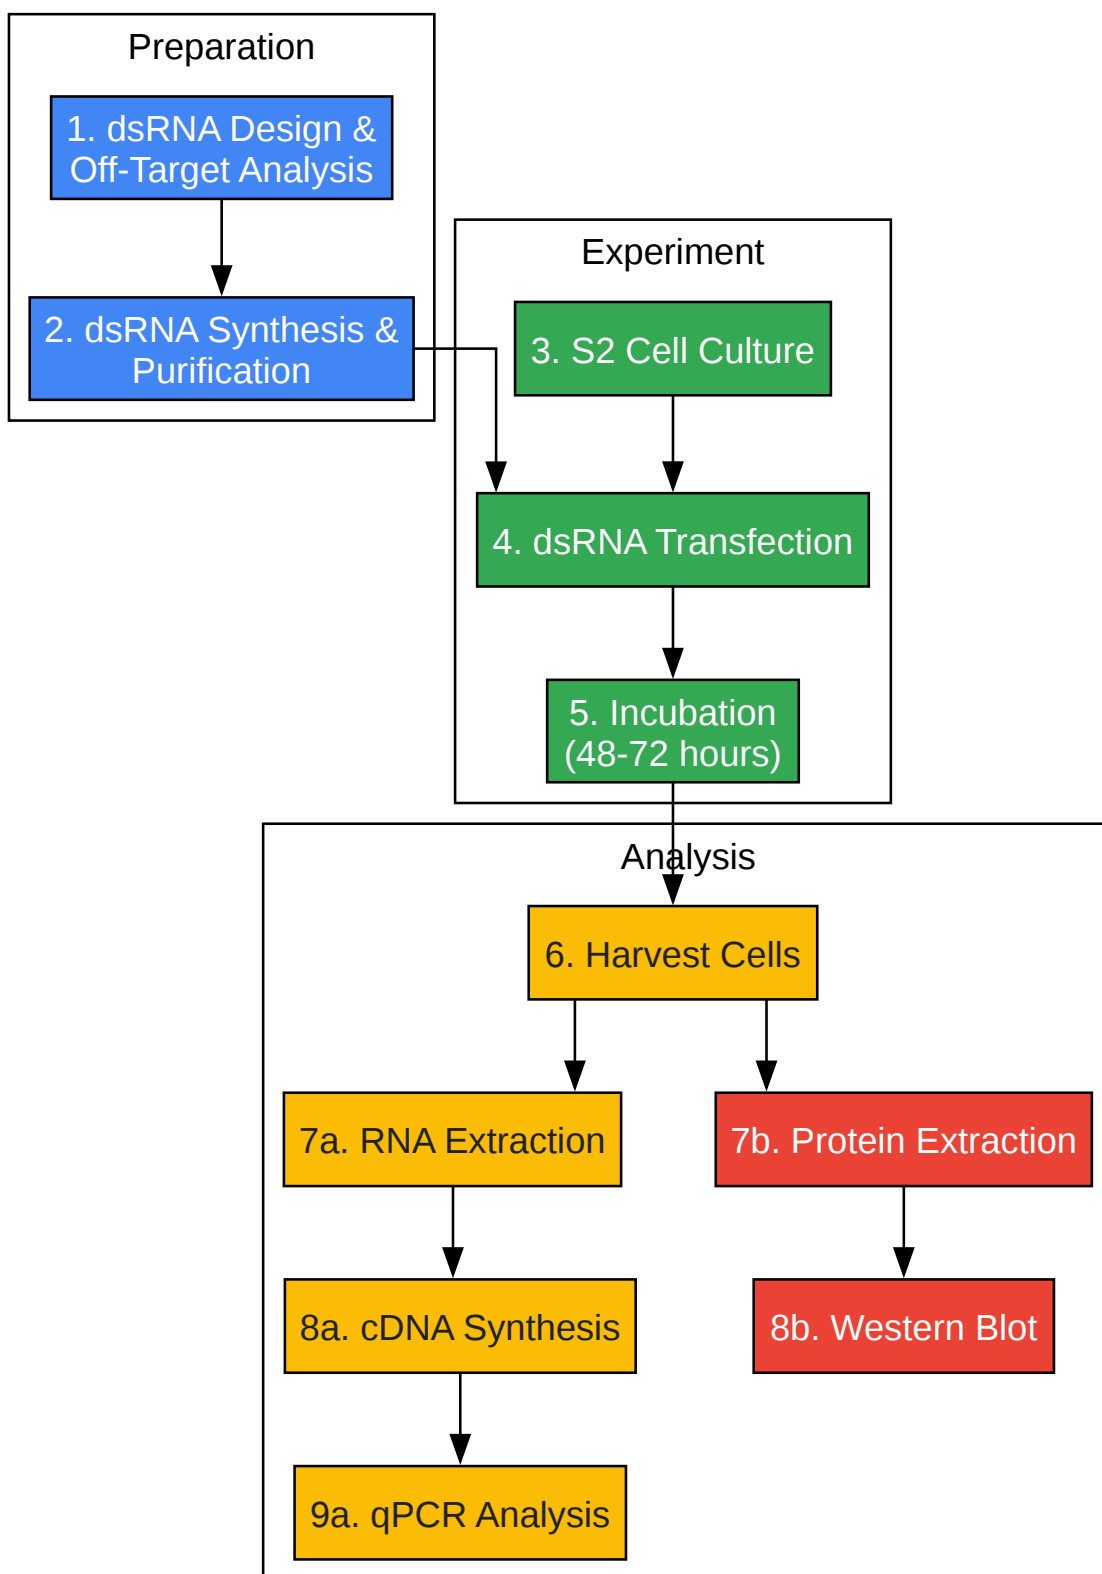 Preparation
1. dsRNA Design &
Off-Target Analysis
2. dsRNA Synthesis &
Purification
Experiment
3. S2 Cell Culture
4. dsRNA Transfection
5. Incubation
(48-72 hours)
Analysis
6. Harvest Cells
7a. RNA Extraction
7b. Protein Extraction
8a. cDNA Synthesis
8b. Western Blot
9a. qPCR Analysis